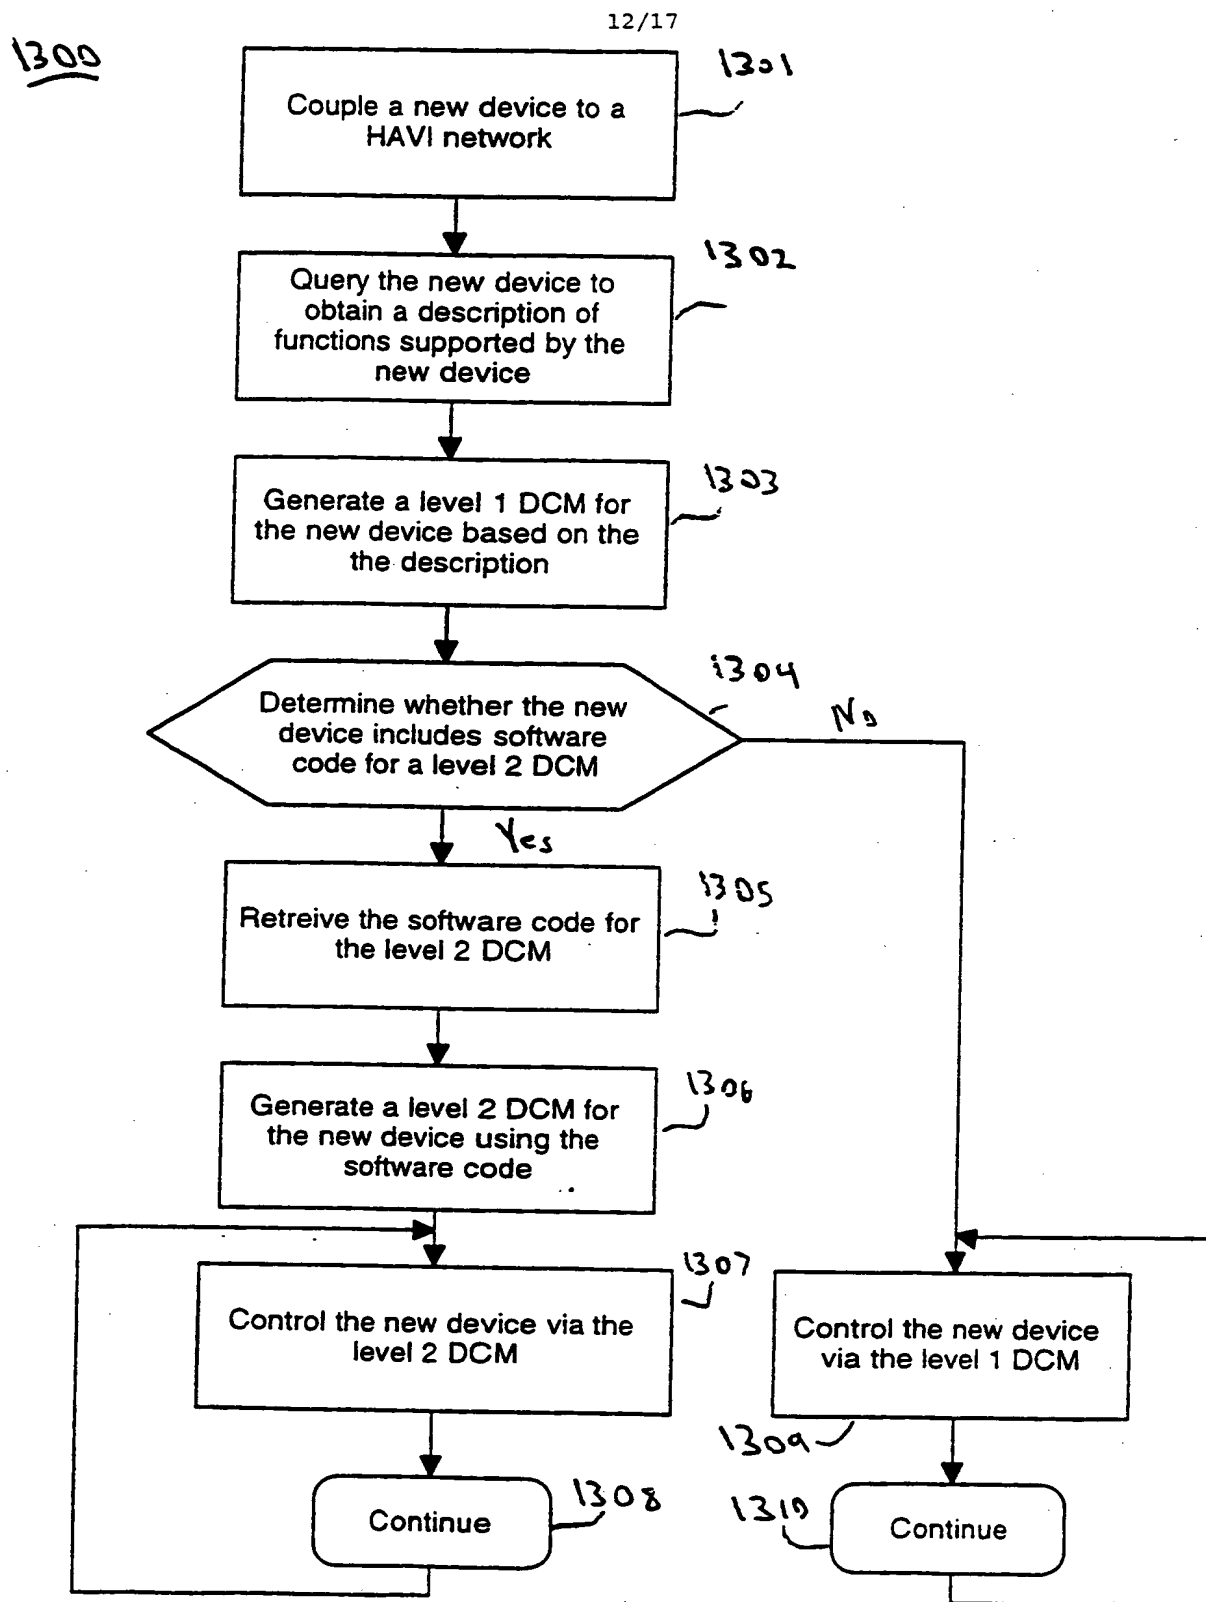 12/17
1300
1301
Couple a new device to a
HAVI network
1302
Query the new device to
obtain a description of
functions supported by the
new device
1303
Generate a level 1 DCM for
the new device based on the
the description
1304
Determine whether the new
device includes software
code for a level 2 DCM
No
Yes
1305
Retreive the software code for
the level 2 DCM
1306
Generate a level 2 DCM for
the new device using the
software code
1307
Control the new device via the
level 2 DCM
Control the new device
via the level 1 DCM
1309
1308
Continue
1310
Continue